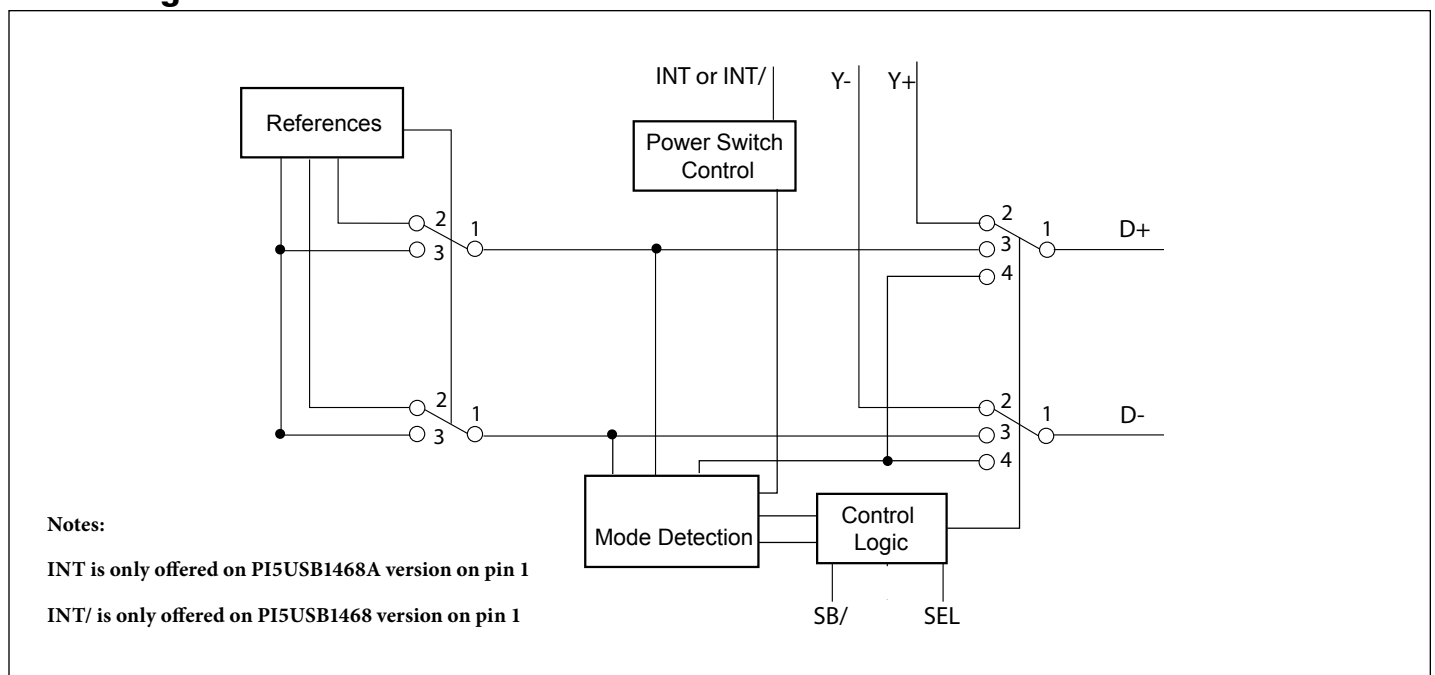 INT or INT/
Y-
Y+
References
Power Switch
Control
2
1
3
2
1
3
4
D+
2
1
3
2
1
3
4
D-
Mode Detection
Control
Logic
SB/
SEL
Notes:
INT is only offered on PI5USB1468A version on pin 1
INT/ is only offered on PI5USB1468 version on pin 1